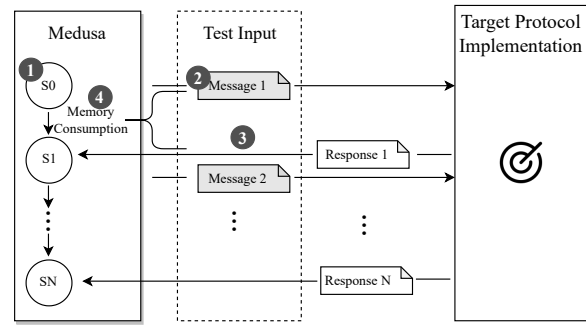 Medusa
Test Input
Target Protocol
Implementation
1
S0
4
Memory
Consumption
2
Message 1
3
S1
Response 1
Message 2
SN
Response N